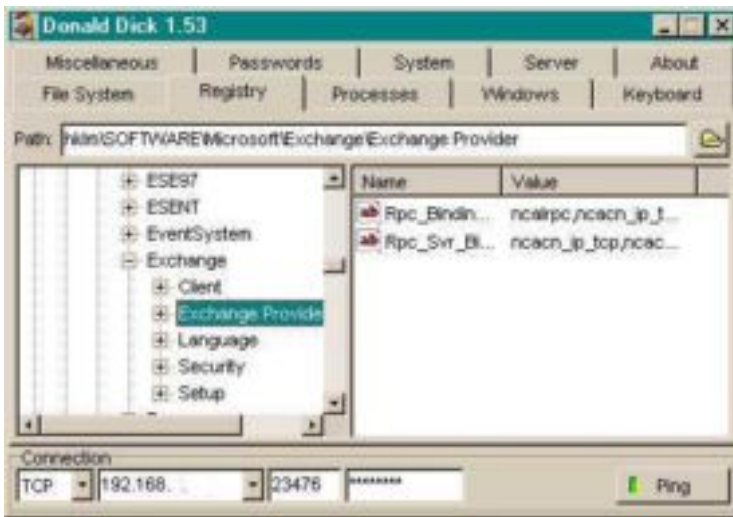 Donald Dick 1.53
Miscellaneous Passwords System Server About
File System Registry Processes Windows Keyboard
Path: hklm\SOFTWARE\Microsoft\Exchange\Exchange Provider
ESE97
ESENT
EventSystem
Exchange
Client
Exchange Provide
Language
Security
Setup
Name Value
Rpc_Bindin... ncalrpc,ncacn_ip_t...
Rpc_Svr_Bi... ncacn_ip_tcp,ncac...
Connection
TCP 192.168. 23476 ******** Ping